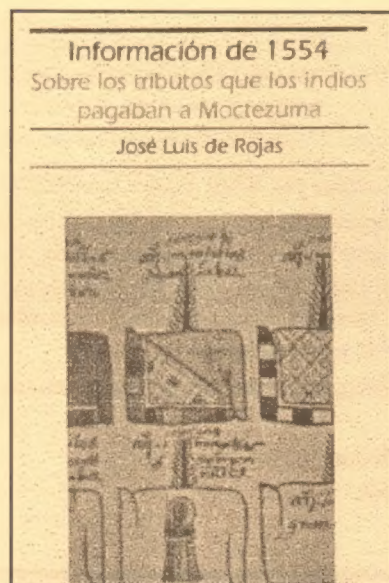 Información de 1554
Sobre los tributos que los indios
pagaban a Moctezuma
José Luis de Rojas